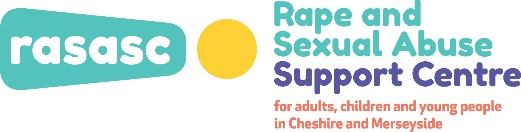 rasasc
Rape and
Sexual Abuse
Support Centre
for adults, children and young people
in Cheshire and Merseyside